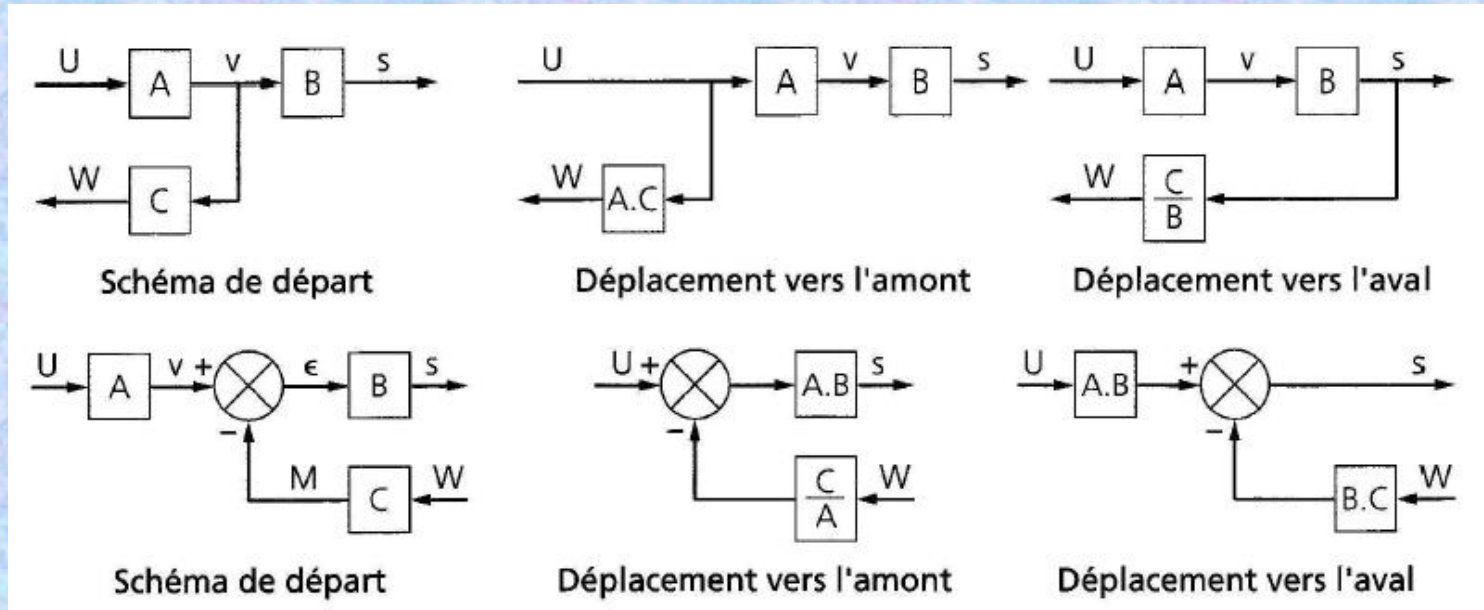 U A v B s
W C
Schéma de départ
U A v B s
W A.C
Déplacement vers l'amont
U A v B s
W C
B
Déplacement vers l'aval
U A v + ϵ B s
−
M C W
Schéma de départ
U + A.B s
−
C W
A
Déplacement vers l'amont
U A.B + s
−
B.C W
Déplacement vers l'aval